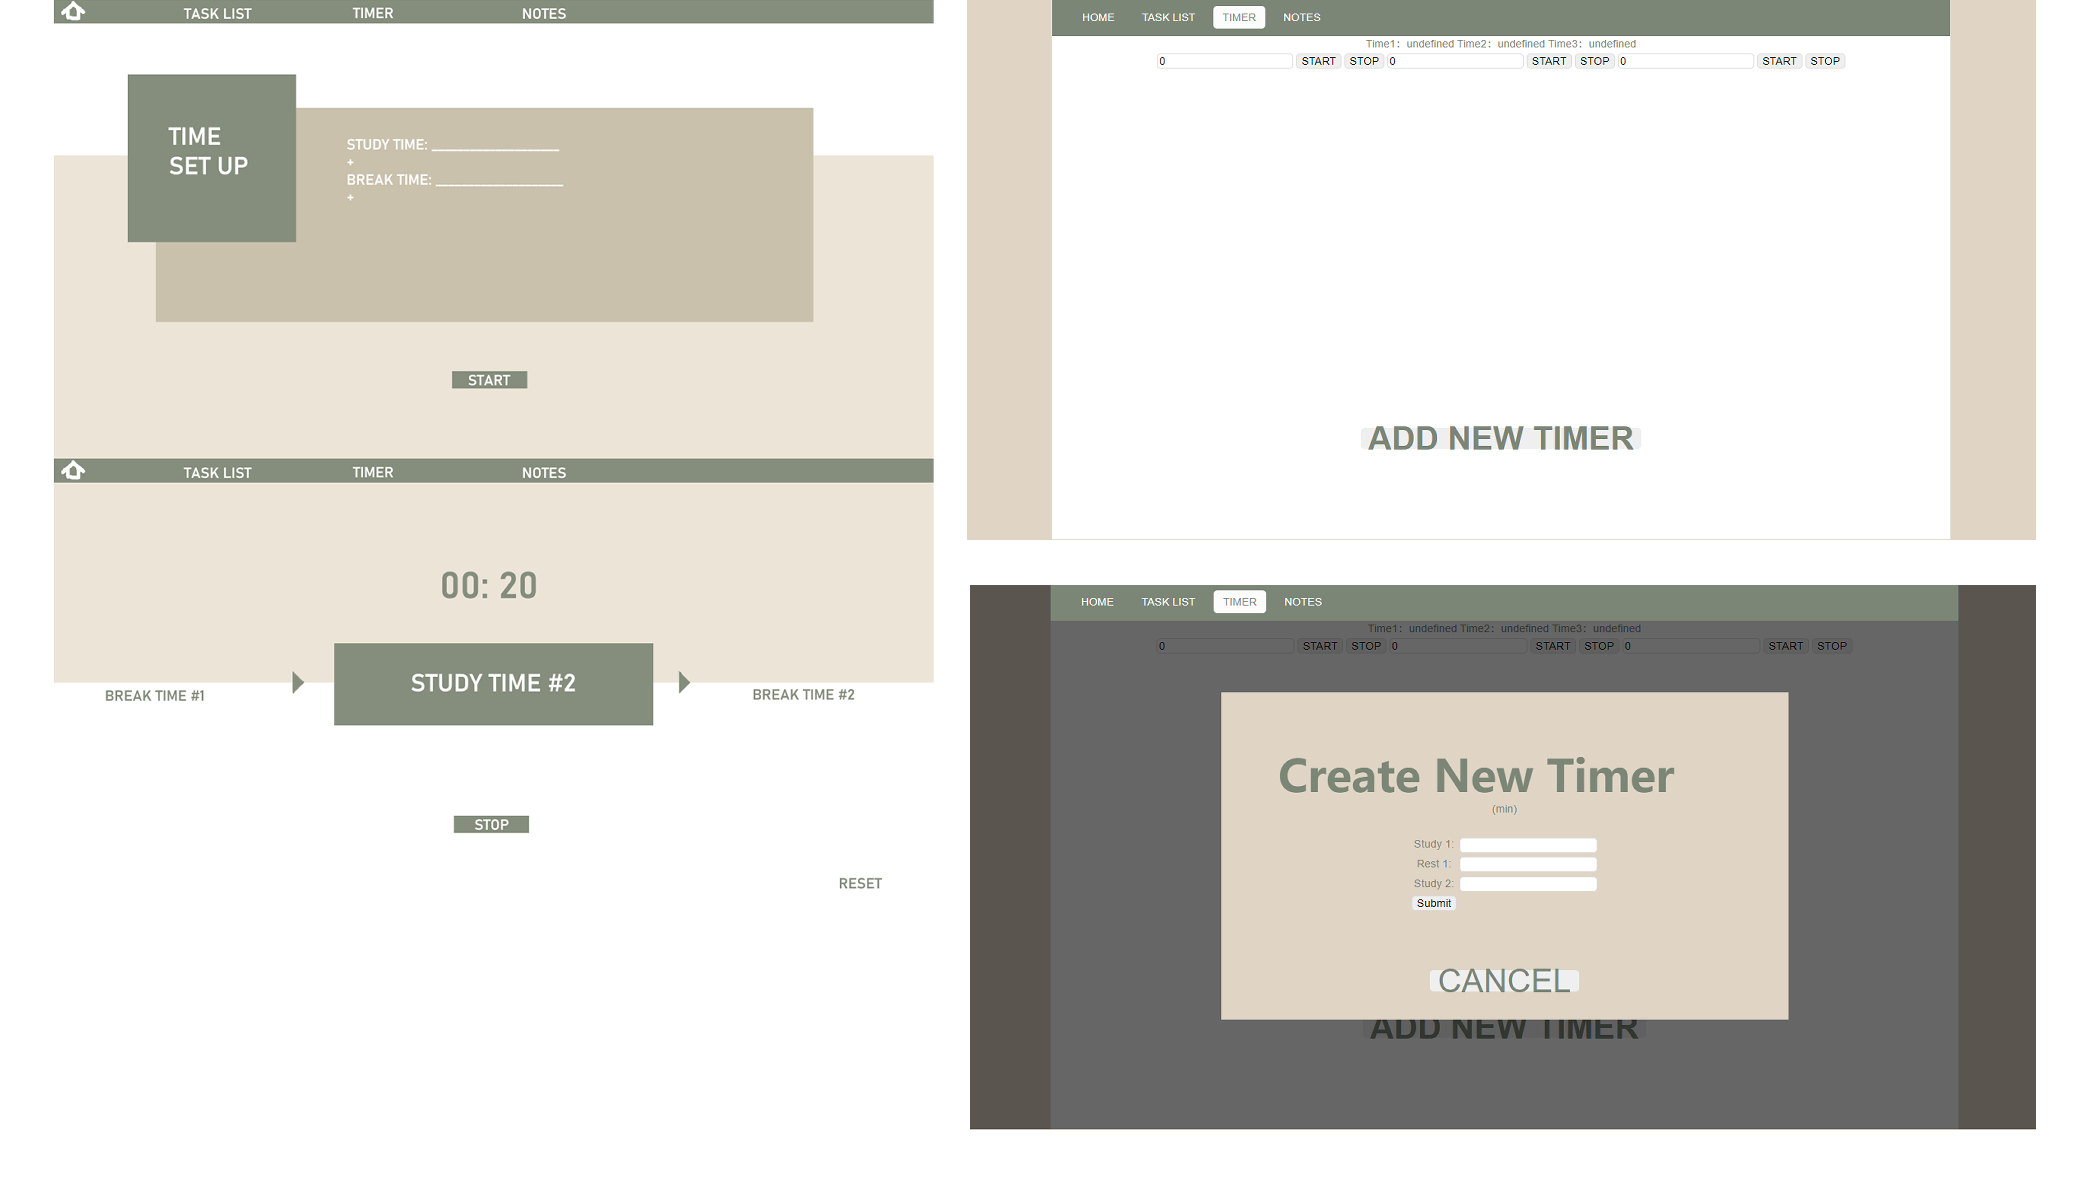 TASK LIST TIMER NOTES
TIME
SET UP
STUDY TIME: ________________
+
BREAK TIME: ________________
+
START
TASK LIST TIMER NOTES
00: 20
BREAK TIME #1 STUDY TIME #2 BREAK TIME #2
STOP
RESET
HOME TASK LIST TIMER NOTES
Time1: undefined Time2: undefined Time3: undefined
0 START STOP 0 START STOP 0 START STOP
ADD NEW TIMER
HOME TASK LIST TIMER NOTES
Time1: undefined Time2: undefined Time3: undefined
0 START STOP 0 START STOP 0 START STOP
Create New Timer
(min)
Study 1:
Rest 1:
Study 2:
Submit
CANCEL
ADD NEW TIMER